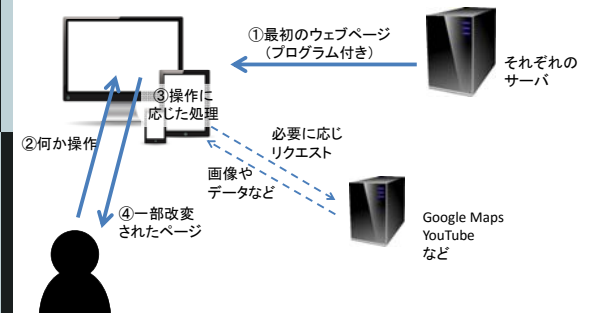 ①最初のウェブページ
（プログラム付き）
それぞれの
サーバ
③操作に
応じた処理
②何か操作
必要に応じ
リクエスト
画像や
データなど
④一部改変
されたページ
Google Maps
YouTube
など